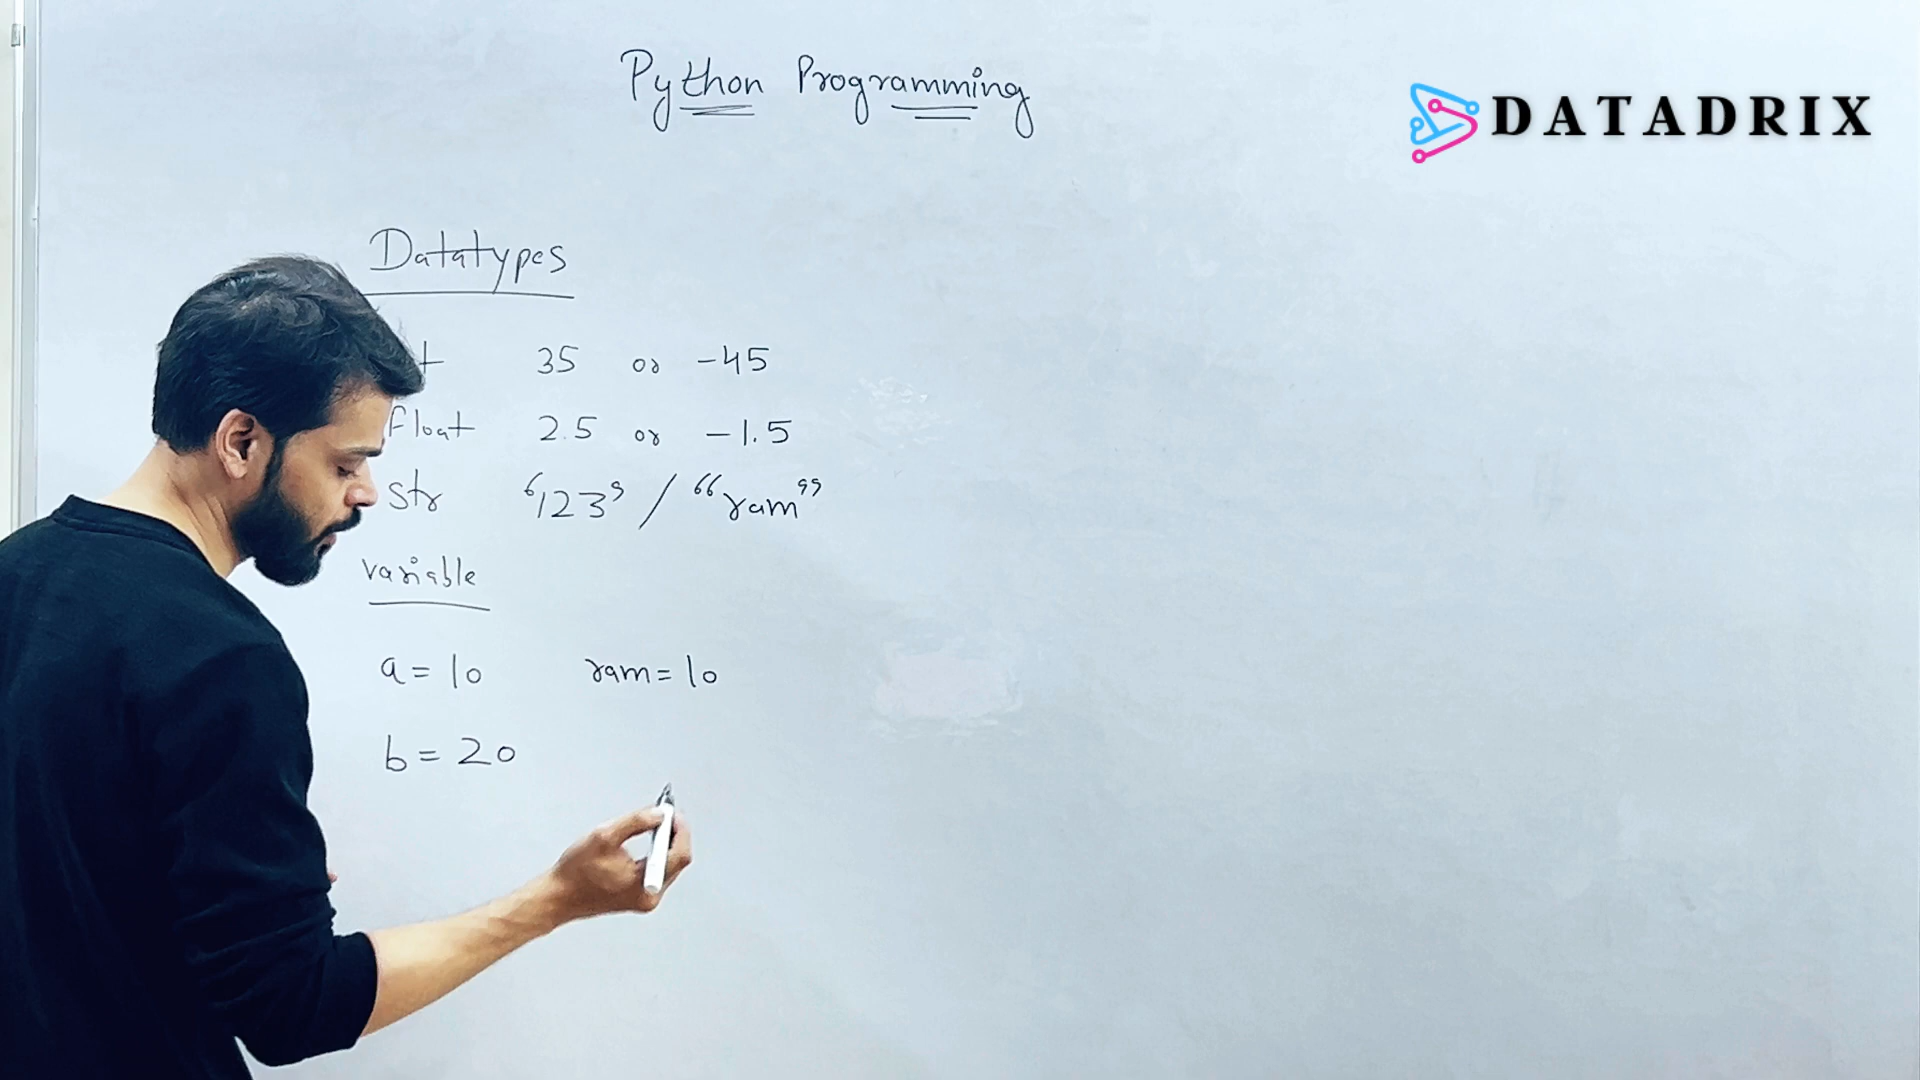 Python Programming
DATADRIX
Datatypes
35 or -45
float 2.5 or -1.5
str '123' / "ram"
variable
a = 10 ram = 10
b = 20